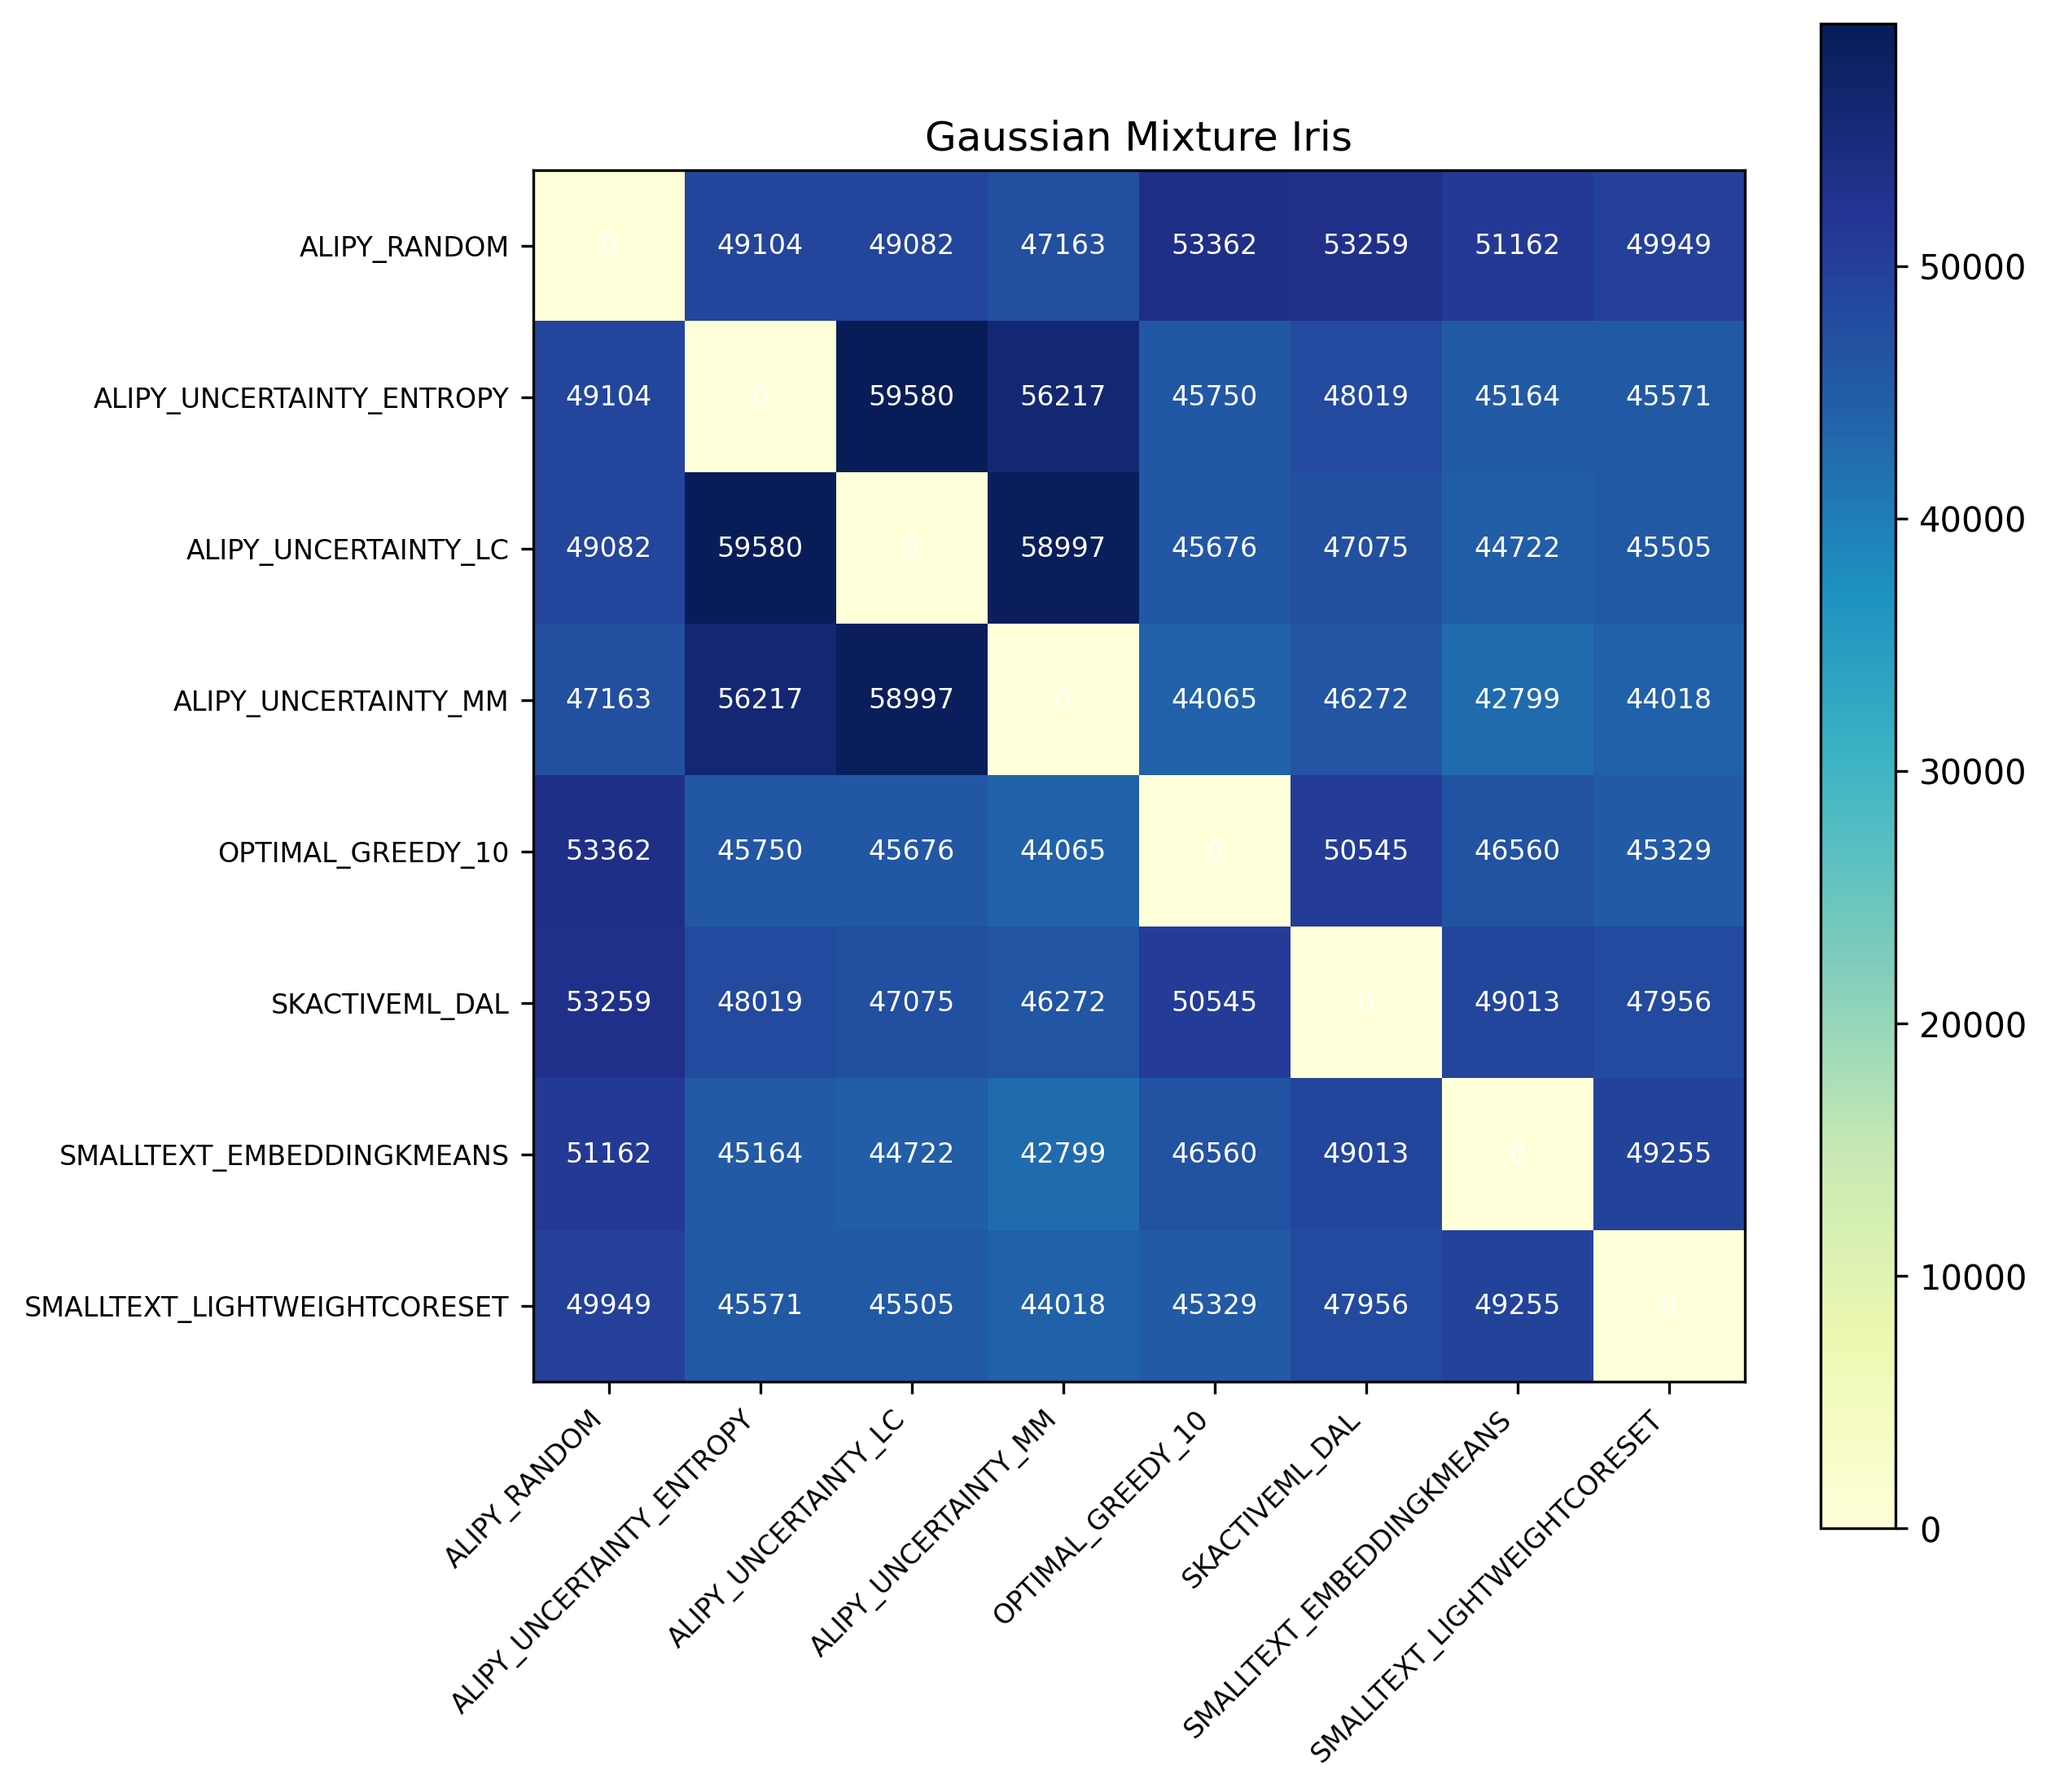 Gaussian Mixture Iris
ALIPY_RANDOM 0 49104 49082 47163 53362 53259 51162 49949
ALIPY_UNCERTAINTY_ENTROPY 49104 0 59580 56217 45750 48019 45164 45571
ALIPY_UNCERTAINTY_LC 49082 59580 0 58997 45676 47075 44722 45505
ALIPY_UNCERTAINTY_MM 47163 56217 58997 0 44065 46272 42799 44018
OPTIMAL_GREEDY_10 53362 45750 45676 44065 0 50545 46560 45329
SKACTIVEML_DAL 53259 48019 47075 46272 50545 0 49013 47956
SMALLTEXT_EMBEDDINGKMEANS 51162 45164 44722 42799 46560 49013 0 49255
SMALLTEXT_LIGHTWEIGHTCORESET 49949 45571 45505 44018 45329 47956 49255 0
ALIPY_RANDOM
ALIPY_UNCERTAINTY_ENTROPY
ALIPY_UNCERTAINTY_LC
ALIPY_UNCERTAINTY_MM
OPTIMAL_GREEDY_10
SKACTIVEML_DAL
SMALLTEXT_EMBEDDINGKMEANS
SMALLTEXT_LIGHTWEIGHTCORESET
50000
40000
30000
20000
10000
0